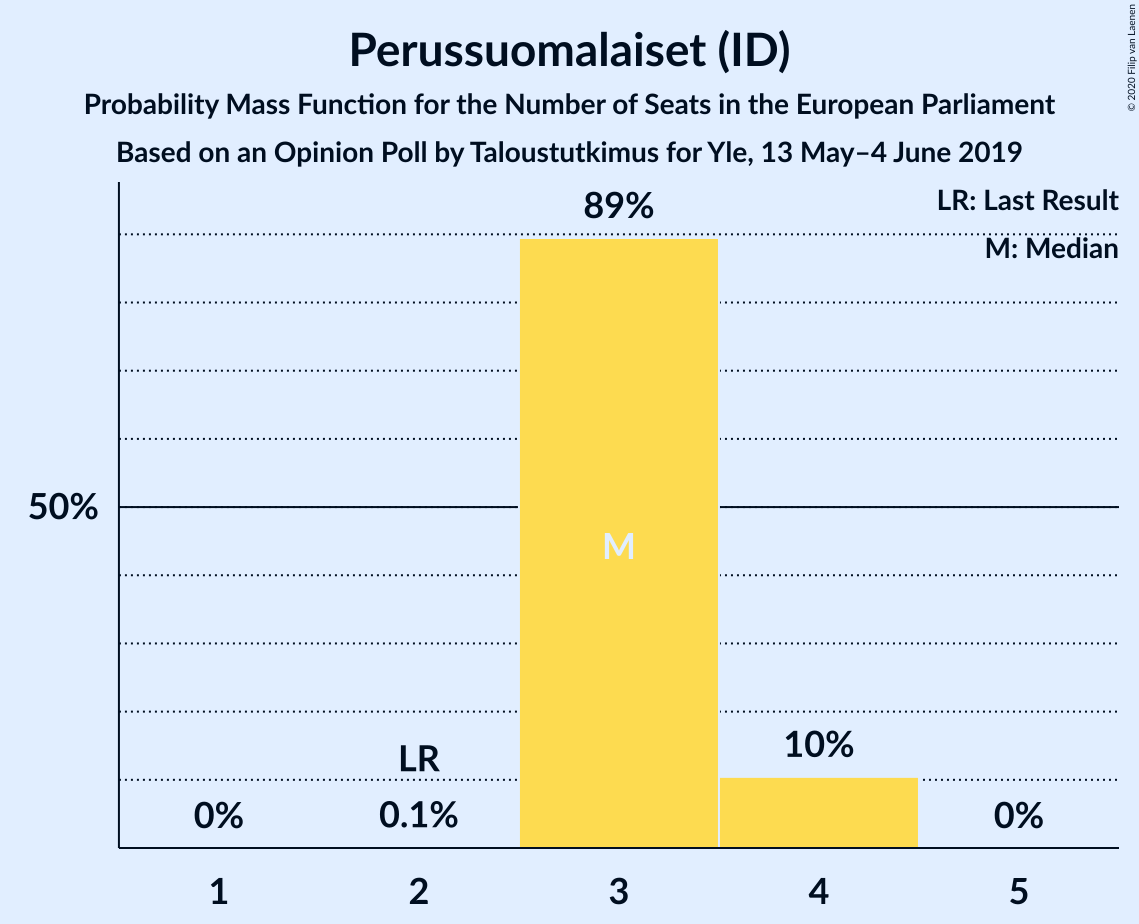 Perussuomalaiset (ID)
Probability Mass Function for the Number of Seats in the European Parliament
Based on an Opinion Poll by Taloustutkimus for Yle, 13 May–4 June 2019
© 2020 Filip van Laenen
LR: Last Result
M: Median
89%
50%
M
LR
10%
0%
0.1%
0%
1
2
3
4
5